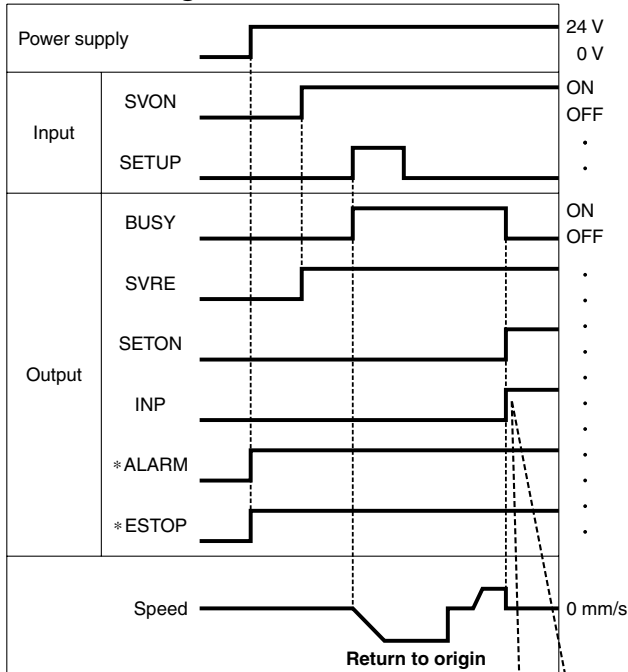 Power supply
24 V
0 V
Input
SVON
ON
OFF
SETUP
Output
BUSY
ON
OFF
SVRE
SETON
INP
*ALARM
*ESTOP
Speed
0 mm/s
Return to origin